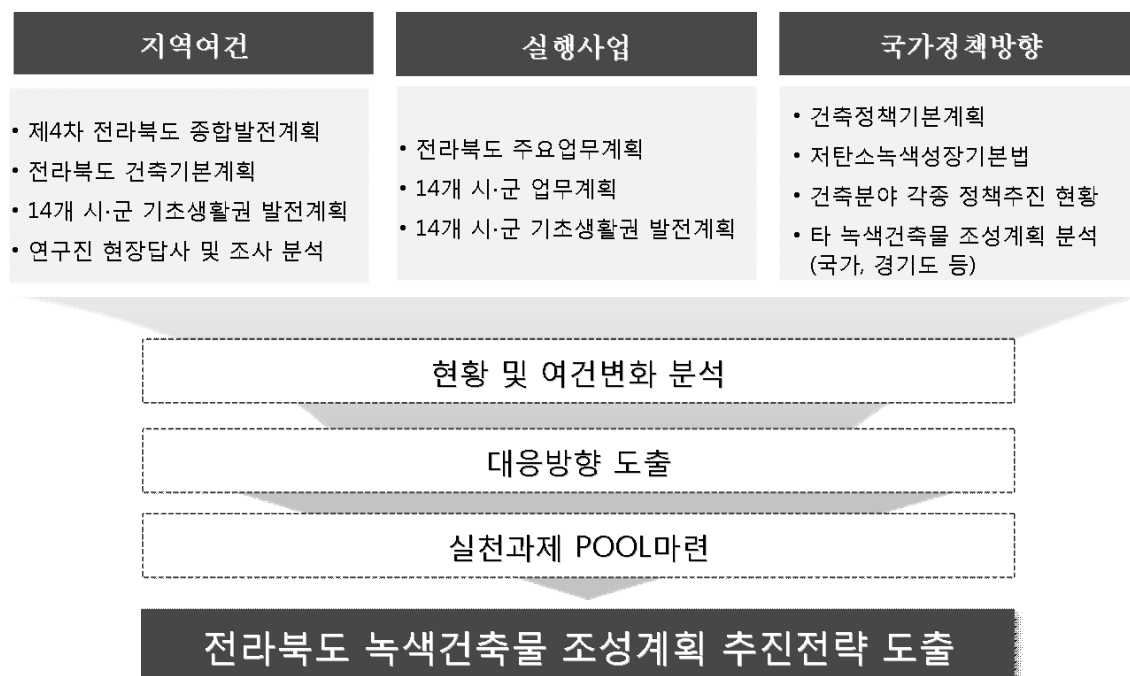 지역여건
• 제4차 전라북도 종합발전계획
• 전라북도 건축기본계획
• 14개 시·군 기초생활권 발전계획
• 연구진 현장답사 및 조사 분석
실행사업
• 전라북도 주요업무계획
• 14개 시·군 업무계획
• 14개 시·군 기초생활권 발전계획
국가정책방향
• 건축정책기본계획
• 저탄소녹색성장기본법
• 건축분야 각종 정책추진 현황
• 타 녹색건축물 조성계획 분석
(국가, 경기도 등)
현황 및 여건변화 분석
대응방향 도출
실천과제 POOL마련
전라북도 녹색건축물 조성계획 추진전략 도출